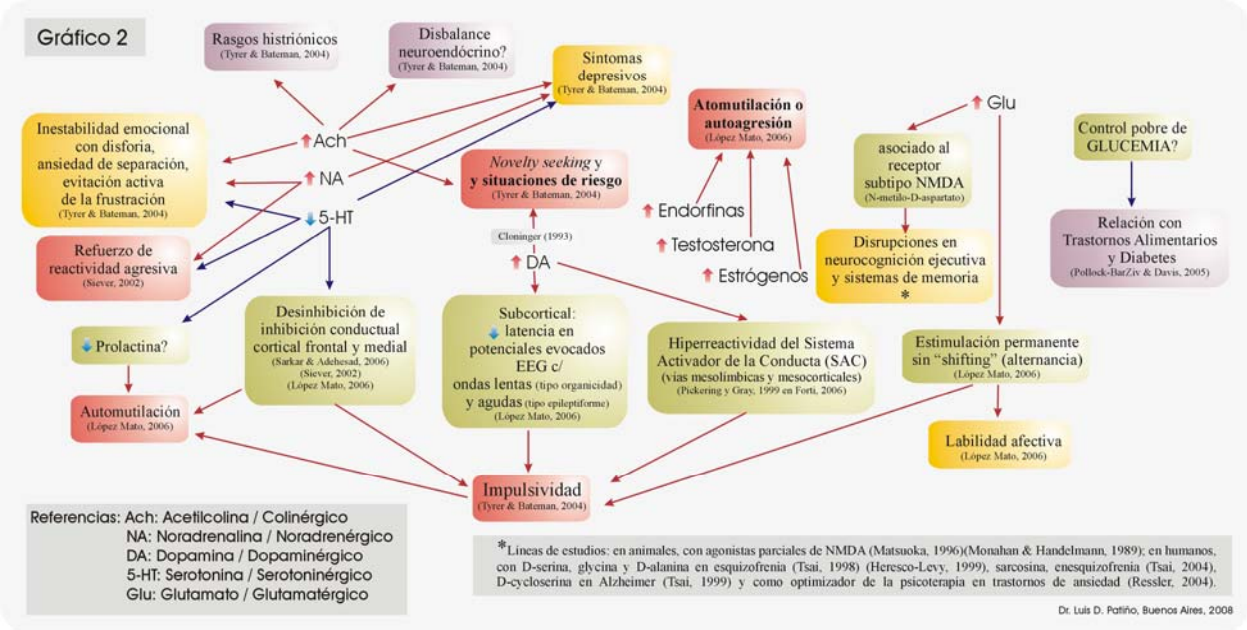 Gráfico 2
Rasgos histriónicos
(Tyrer & Bateman, 2004)
Disbalance
neuroendócrino?
(Tyrer & Bateman, 2004)
Síntomas
depresivos
(Tyrer & Bateman, 2004)
Inestabilidad emocional
con disforia,
ansiedad de separación,
evitación activa
de la frustración
(Tyrer & Bateman, 2004)
Ach
NA
5-HT
Refuerzo de
reactividad agresiva
(Siever, 2002)
Novelty seeking y
y situaciones de riesgo
(Tyrer & Bateman, 2004)
Cloninger (1993)
DA
Atomutilación o
autoagresión
(López Mato, 2006)
Endorfinas
Testosterona
Estrógenos
Glu
asociado al
receptor
subtipo NMDA
(N-metilo-D-aspartato)
Disrupciones en
neurocognición ejecutiva
y sistemas de memoria
*
Control pobre de
GLUCEMIA?
Relación con
Trastornos Alimentarios
y Diabetes
(Pollock-BarZiv & Davis, 2005)
Prolactina?
Automutilación
(López Mato, 2006)
Desinhibición de
inhibición conductual
cortical frontal y medial
(Sarkar & Adehesad, 2006)
(Siever, 2002)
(López Mato, 2006)
Subcortical:
latencia en
potenciales evocados
EEG c/
ondas lentas (tipo organicidad)
y agudas (tipo epileptiforme)
(López Mato, 2006)
Hiperreactividad del Sistema
Activador de la Conducta (SAC)
(vías mesolímbicas y mesocorticales)
(Pickering y Gray, 1999 en Forti, 2006)
Estimulación permanente
sin “shifting” (alternancia)
(López Mato, 2006)
Labilidad afectiva
(López Mato, 2006)
Impulsividad
(Tyrer & Bateman, 2004)
Referencias: Ach: Acetilcolina / Colinérgico
NA: Noradrenalina / Noradrenérgico
DA: Dopamina / Dopaminérgico
5-HT: Serotonina / Serotoninérgico
Glu: Glutamato / Glutamatérgico
*Líneas de estudios: en animales, con agonistas parciales de NMDA (Matsuoka, 1996)(Monahan & Handelmann, 1989); en humanos,
con D-serina, glycina y D-alanina en esquizofrenia (Tsai, 1998) (Heresco-Levy, 1999), sarcosina, enesquizofrenia (Tsai, 2004),
D-cycloserina en Alzheimer (Tsai, 1999) y como optimizador de la psicoterapia en trastornos de ansiedad (Ressler, 2004).
Dr. Luis D. Patiño, Buenos Aires, 2008